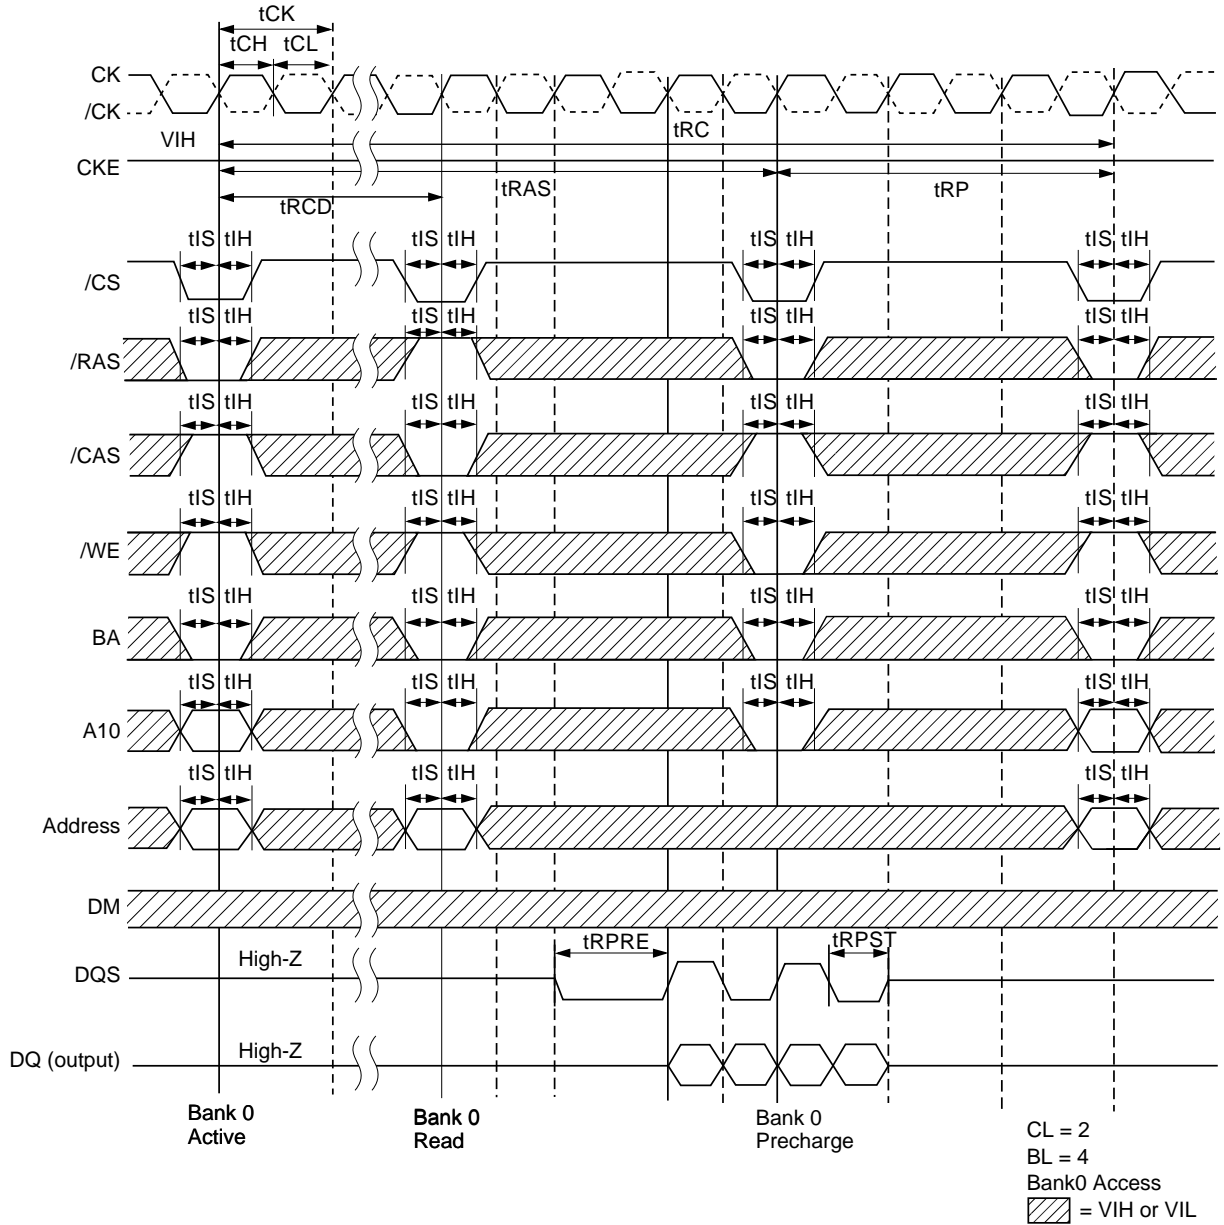 tCK
tCH tCL
CK
/CK
VIH
tRC
CKE
tRAS
tRP
tRCD
tIS tIH tIS tIH tIS tIH tIS tIH
/CS
tIS tIH tIS tIH tIS tIH tIS tIH
/RAS
tIS tIH tIS tIH tIS tIH tIS tIH
/CAS
tIS tIH tIS tIH tIS tIH tIS tIH
/WE
tIS tIH tIS tIH tIS tIH tIS tIH
BA
tIS tIH tIS tIH tIS tIH tIS tIH
A10
tIS tIH tIS tIH tIS tIH
Address
DM
tRPRE tRPST
High-Z
DQS
High-Z
DQ (output)
Bank 0
Active
Bank 0
Read
Bank 0
Precharge
CL = 2
BL = 4
Bank0 Access
= VIH or VIL